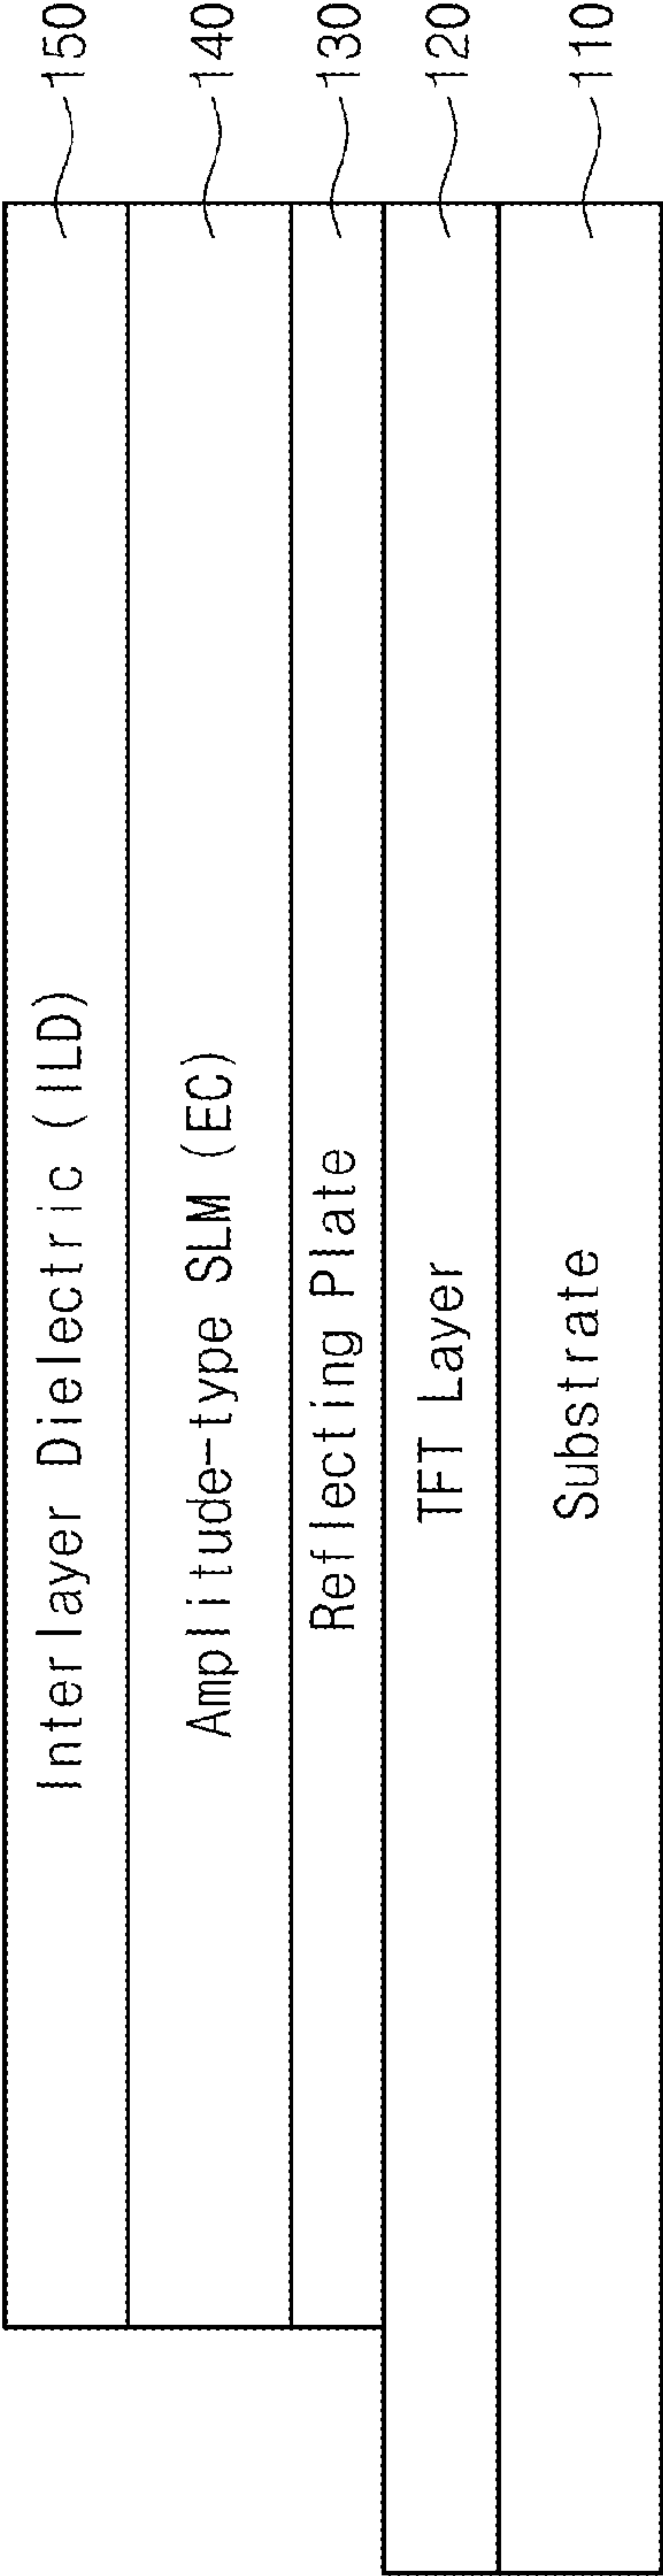 Interlayer Dielectric (ILD) 150
Amplitude-type SLM (EC) 140
Reflecting Plate 130
TFT Layer 120
Substrate 110